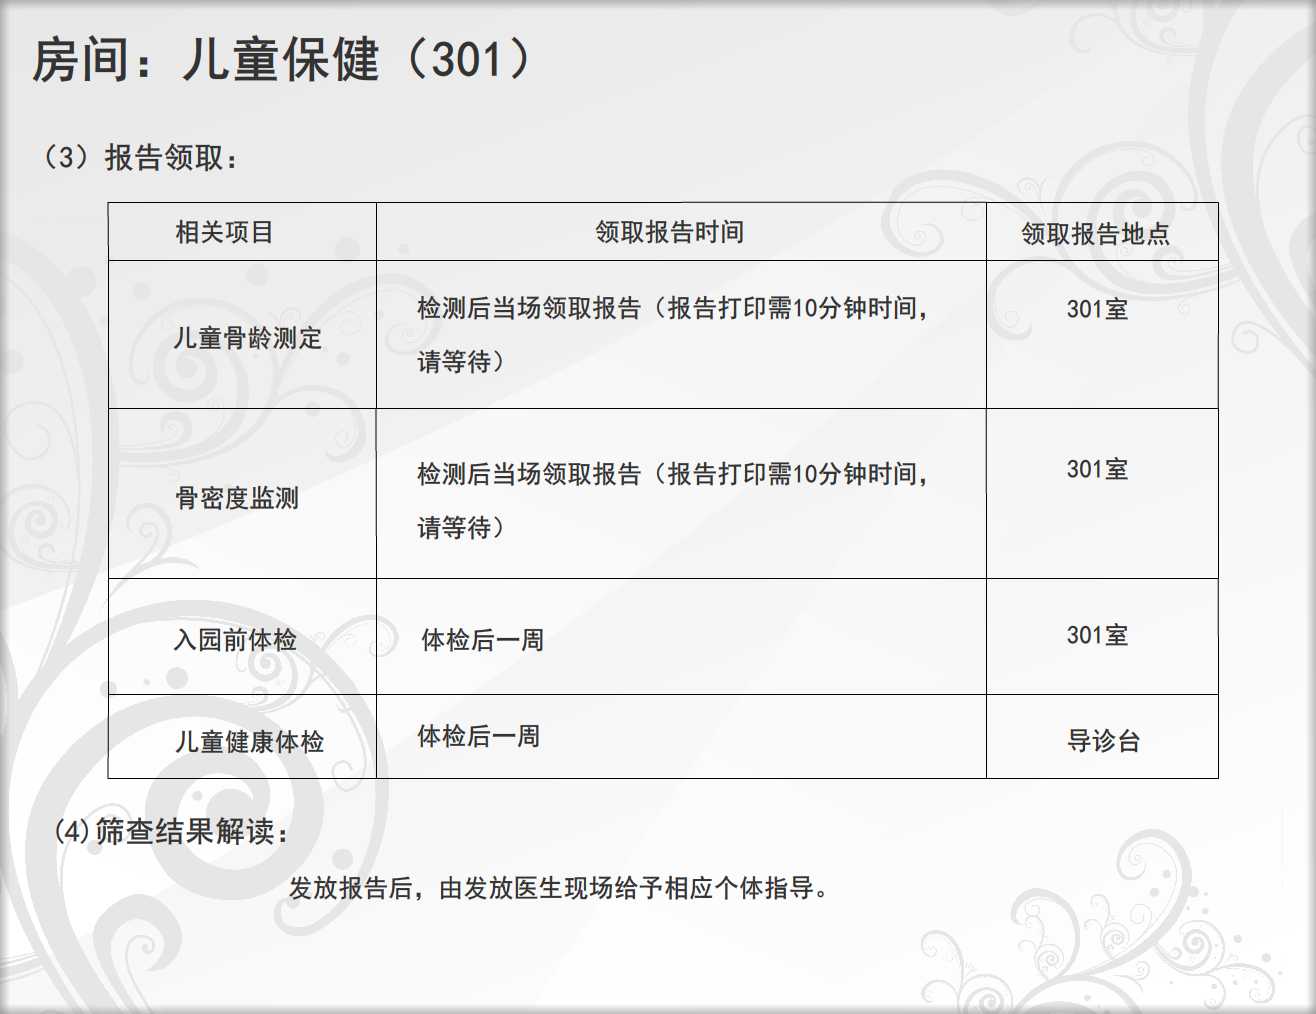 房间：儿童保健（301）
（3）报告领取：
相关项目 领取报告时间 领取报告地点
儿童骨龄测定 检测后当场领取报告（报告打印需10分钟时间，请等待） 301室
骨密度监测 检测后当场领取报告（报告打印需10分钟时间，请等待） 301室
入园前体检 体检后一周 301室
儿童健康体检 体检后一周 导诊台
(4)筛查结果解读：
发放报告后，由发放医生现场给予相应个体指导。